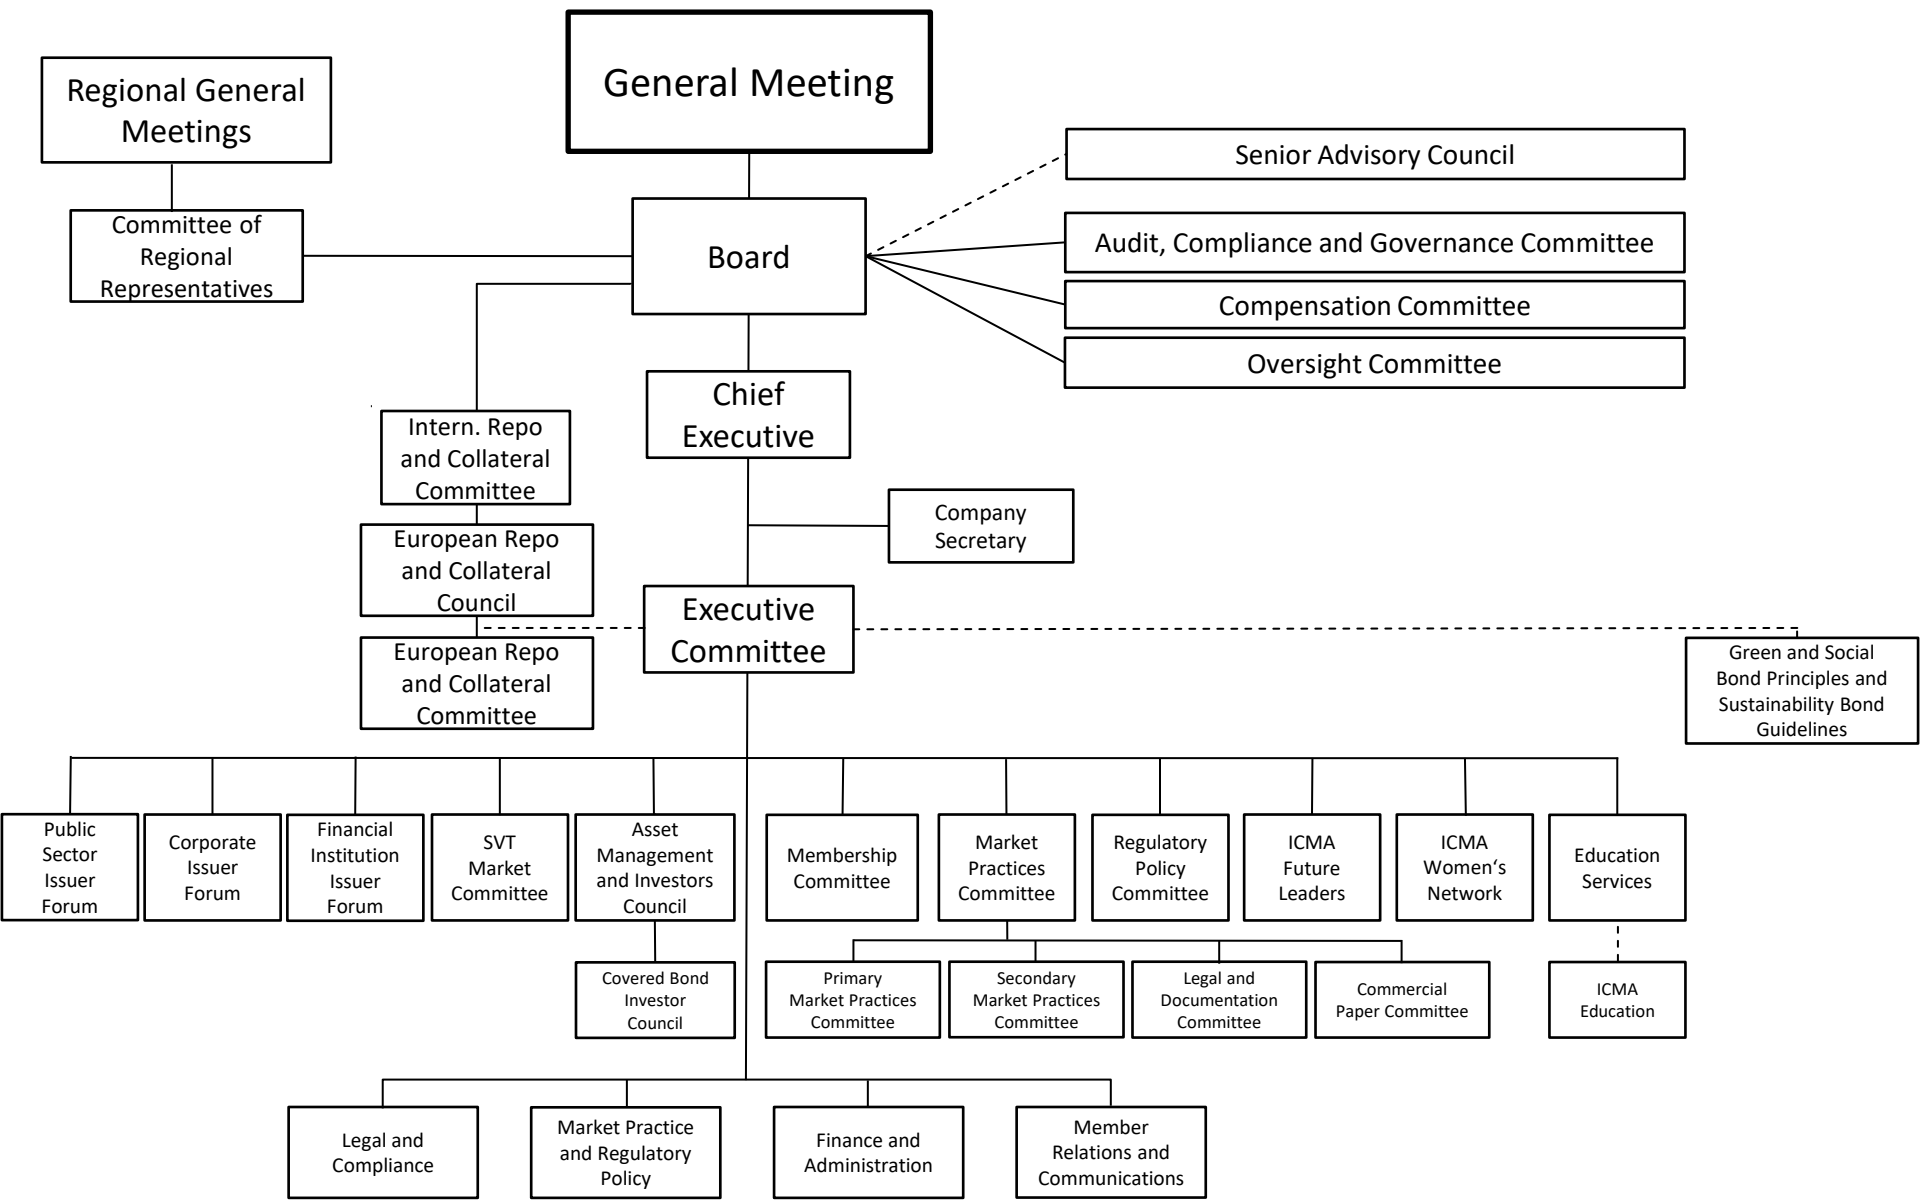 General Meeting
Regional General
Meetings
Senior Advisory Council
Committee of
Regional
Representatives
Board
Audit, Compliance and Governance Committee
Compensation Committee
Oversight Committee
Chief
Executive
Intern. Repo
and Collateral
Committee
Company
Secretary
European Repo
and Collateral
Council
Executive
Committee
European Repo
and Collateral
Committee
Green and Social
Bond Principles and
Sustainability Bond
Guidelines
Public
Sector
Issuer
Forum
Corporate
Issuer
Forum
Financial
Institution
Issuer
Forum
SVT
Market
Committee
Asset
Management
and Investors
Council
Membership
Committee
Market
Practices
Committee
Regulatory
Policy
Committee
ICMA
Future
Leaders
ICMA
Women‘s
Network
Education
Services
Covered Bond
Investor
Council
Primary
Market Practices
Committee
Secondary
Market Practices
Committee
Legal and
Documentation
Committee
Commercial
Paper Committee
ICMA
Education
Legal and
Compliance
Market Practice
and Regulatory
Policy
Finance and
Administration
Member
Relations and
Communications